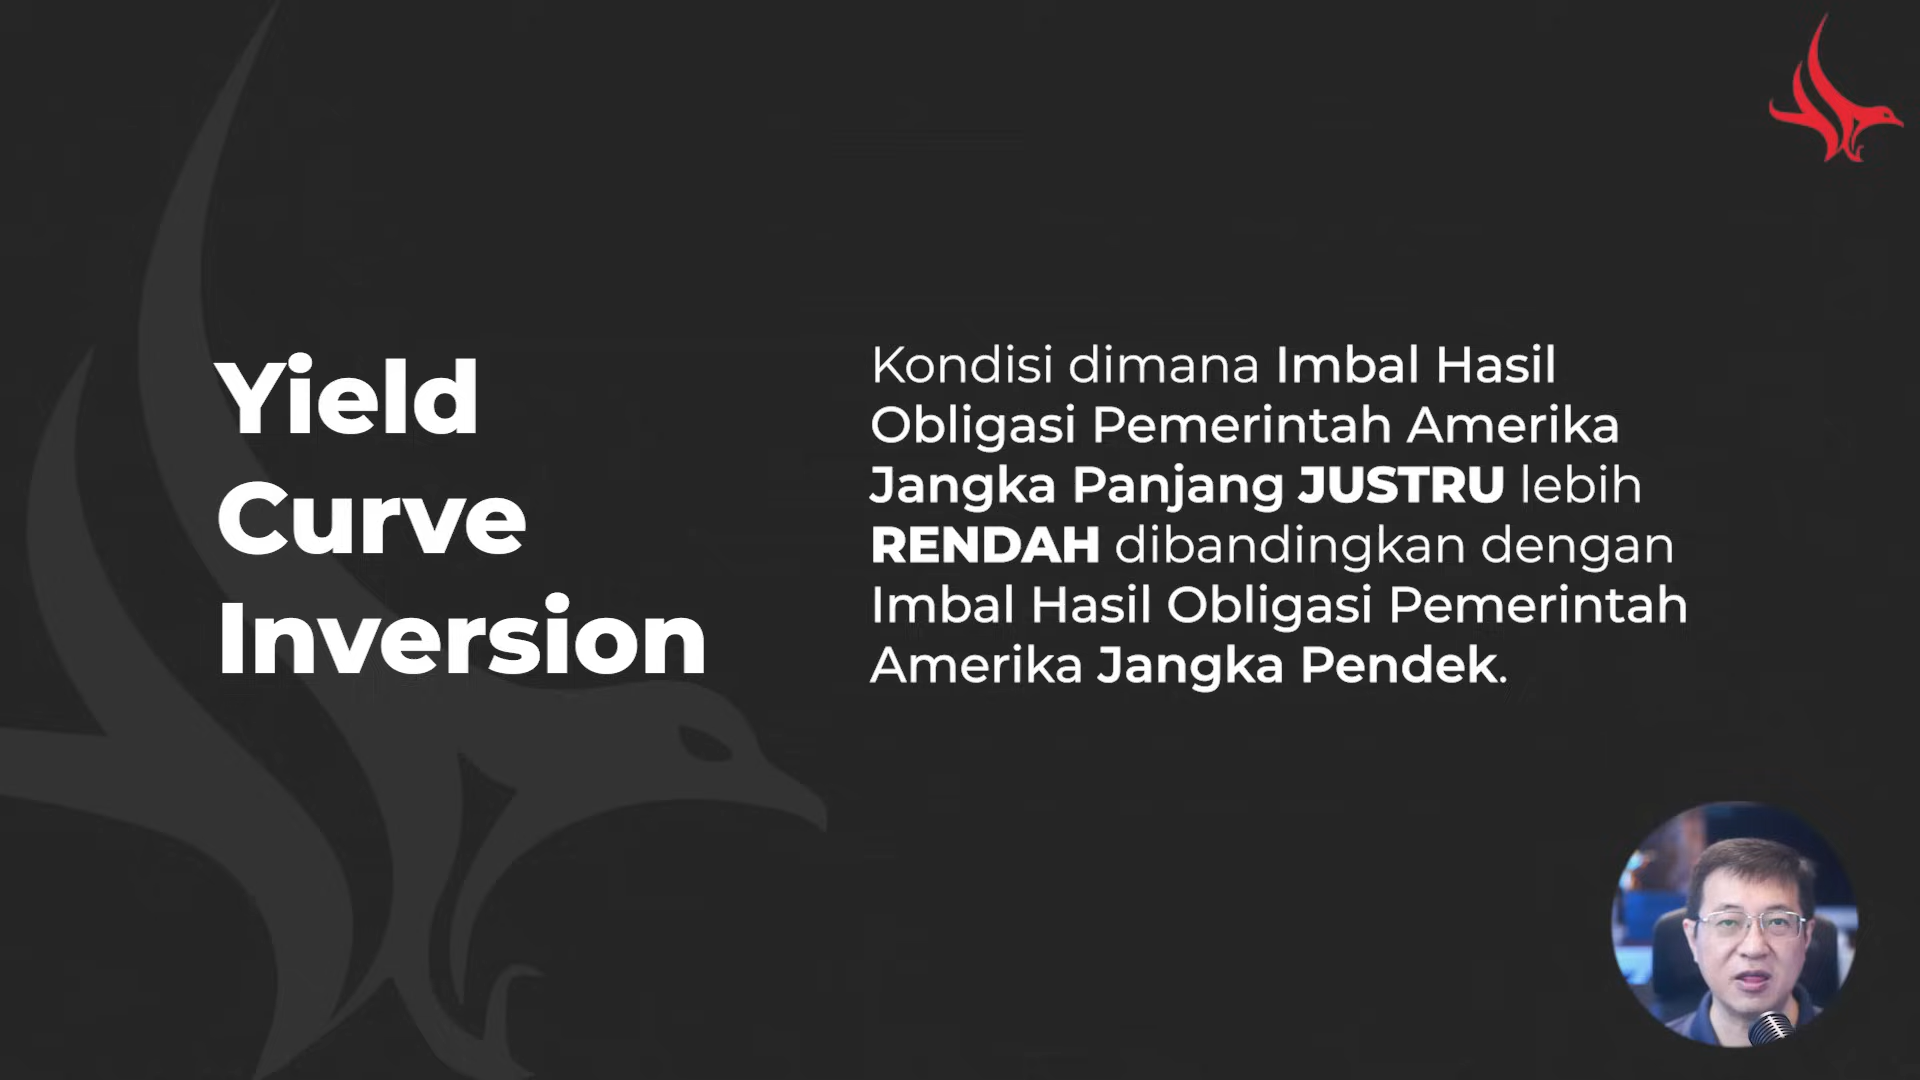 Yield
Curve
Inversion
Kondisi dimana Imbal Hasil
Obligasi Pemerintah Amerika
Jangka Panjang JUSTRU lebih
RENDAH dibandingkan dengan
Imbal Hasil Obligasi Pemerintah
Amerika Jangka Pendek.